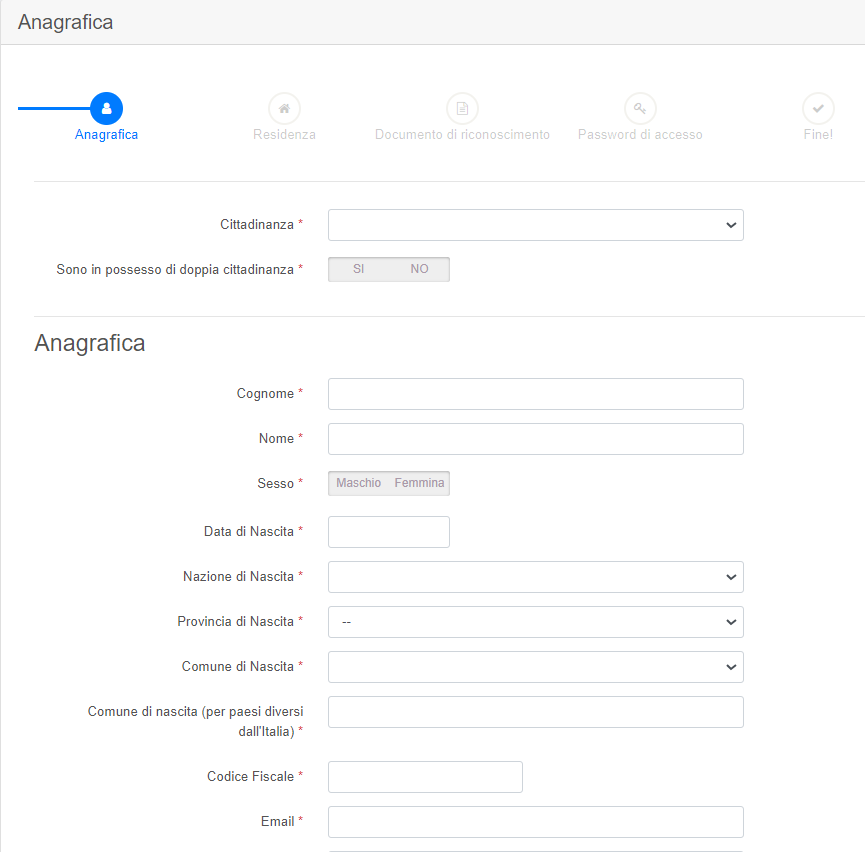 Anagrafica
Anagrafica
Residenza
Documento di riconoscimento
Password di accesso
Fine!
Cittadinanza *
Sono in possesso di doppia cittadinanza *
SI NO
Anagrafica
Cognome *
Nome *
Sesso *
Maschio Femmina
Data di Nascita *
Nazione di Nascita *
Provincia di Nascita *
--
Comune di Nascita *
Comune di nascita (per paesi diversi
dall'Italia) *
Codice Fiscale *
Email *